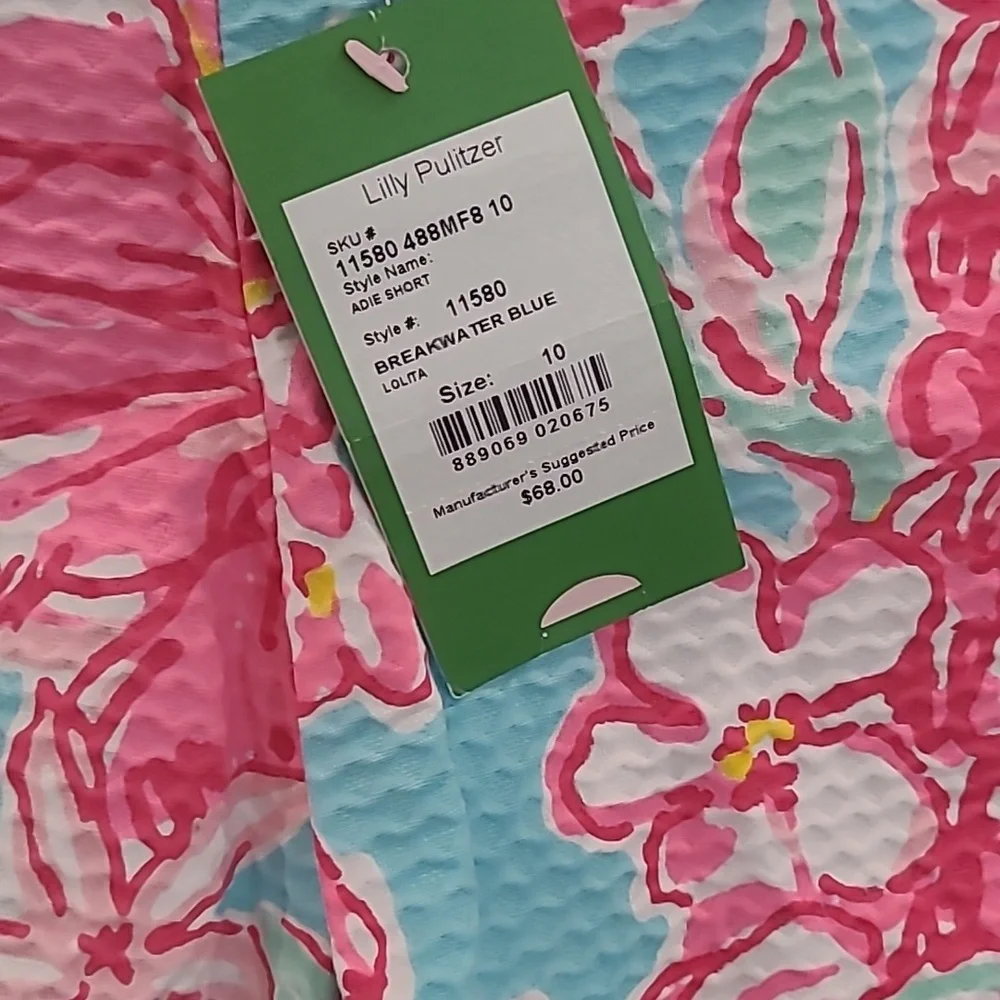 Lilly Pulitzer
SKU #
11580 488MF8 10
Style Name:
ADIE SHORT
Style #: 11580
BREAKWATER BLUE
LOLITA
Size: 10
889069 020675
Manufacturer's Suggested Price
$68.00